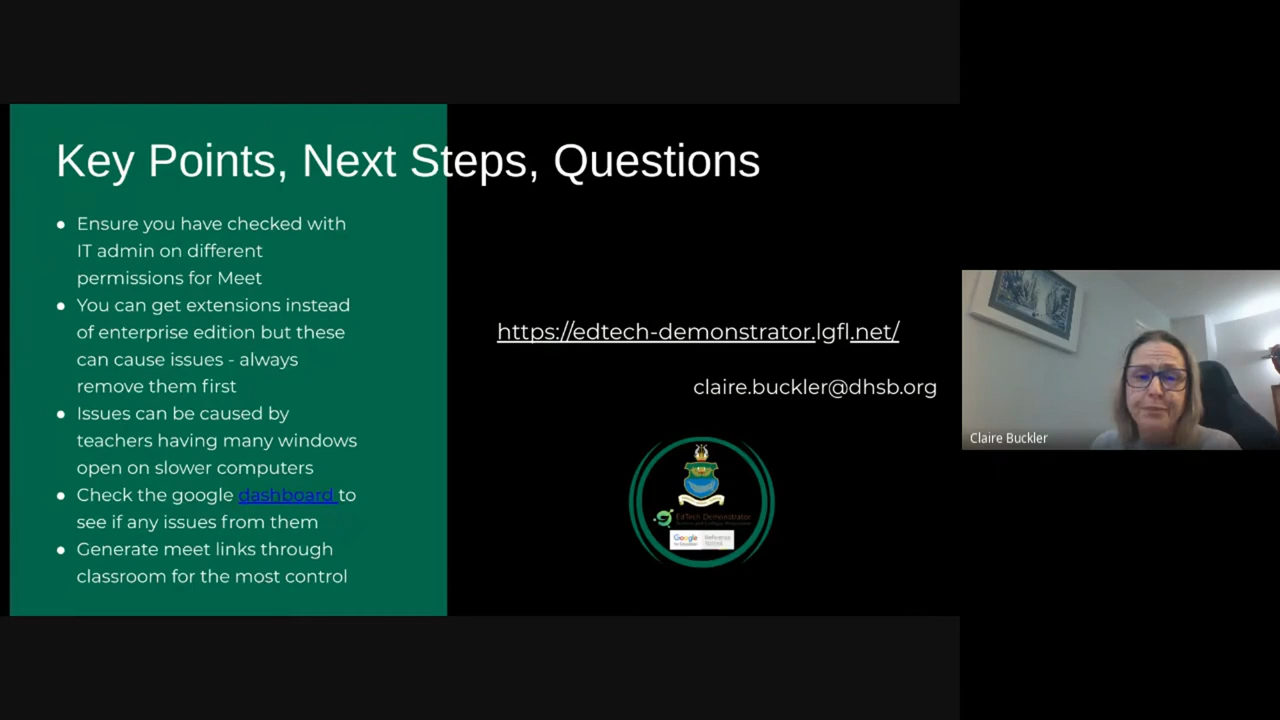 Key Points, Next Steps, Questions
● Ensure you have checked with
IT admin on different
permissions for Meet
● You can get extensions instead
of enterprise edition but these
can cause issues - always
remove them first
● Issues can be caused by
teachers having many windows
open on slower computers
● Check the google dashboard to
see if any issues from them
● Generate meet links through
classroom for the most control
https://edtech-demonstrator.lgfl.net/
claire.buckler@dhsb.org
EdTech Demonstrator
Google
for Education
Reference
Claire Buckler